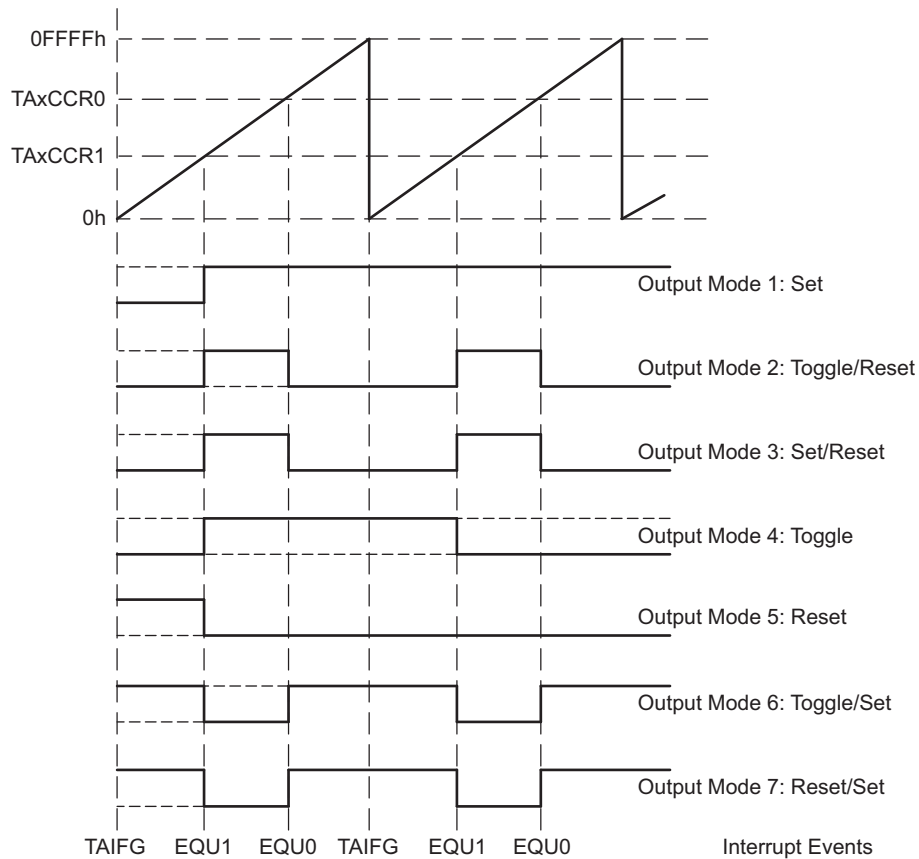 0FFFFh
TAxCCR0
TAxCCR1
0h
Output Mode 1: Set
Output Mode 2: Toggle/Reset
Output Mode 3: Set/Reset
Output Mode 4: Toggle
Output Mode 5: Reset
Output Mode 6: Toggle/Set
Output Mode 7: Reset/Set
TAIFG EQU1 EQU0 TAIFG EQU1 EQU0 Interrupt Events